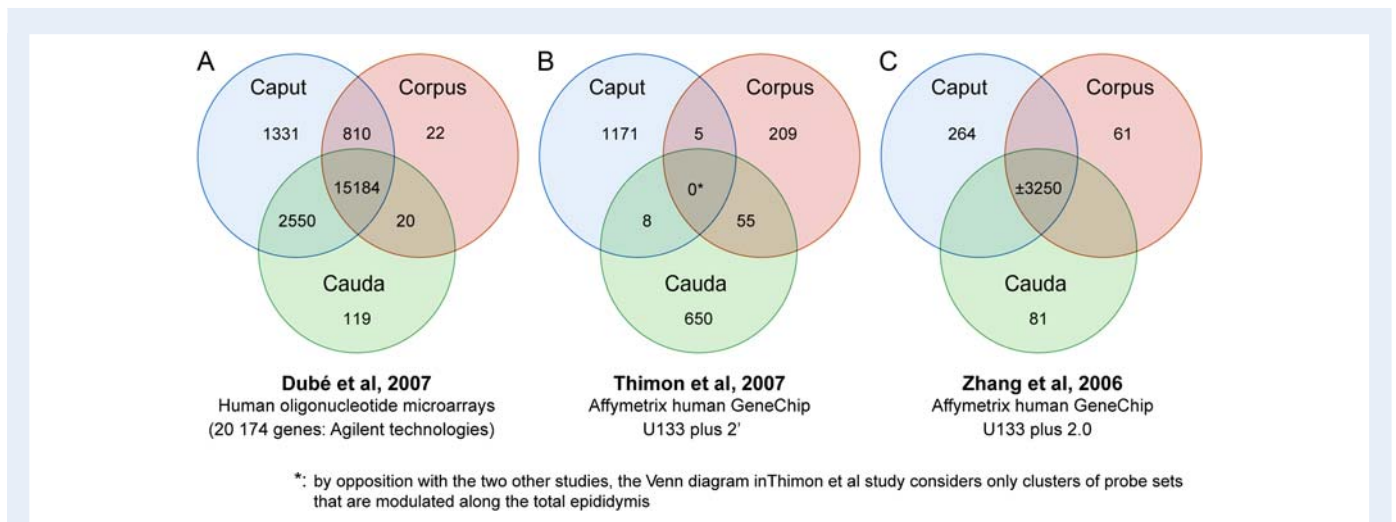 A
Caput
Corpus
1331
810
22
15184
2550
20
Cauda
119
Dubé et al, 2007
Human oligonucleotide microarrays
(20 174 genes: Agilent technologies)
B
Caput
Corpus
1171
5
209
0*
8
55
Cauda
650
Thimon et al, 2007
Affymetrix human GeneChip
U133 plus 2'
C
Caput
Corpus
264
61
±3250
Cauda
81
Zhang et al, 2006
Affymetrix human GeneChip
U133 plus 2.0
*: by opposition with the two other studies, the Venn diagram inThimon et al study considers only clusters of probe sets
that are modulated along the total epididymis